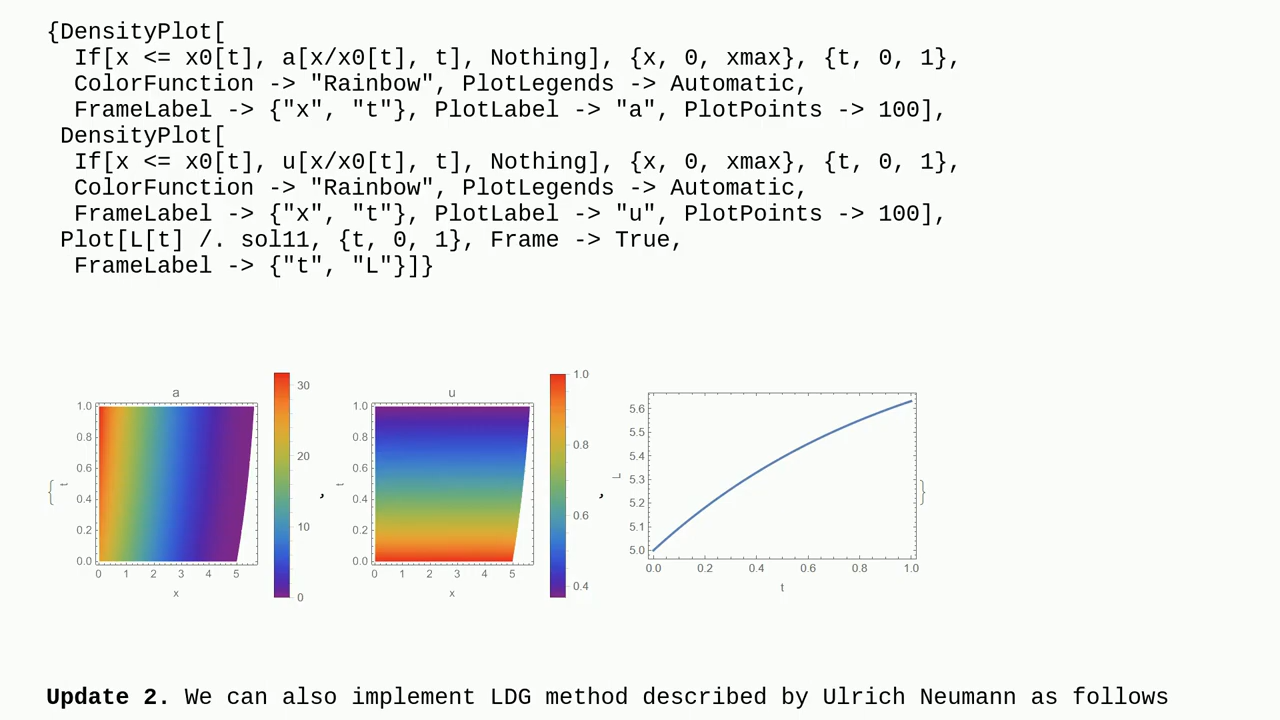 {DensityPlot[
If[x <= x0[t], a[x/x0[t], t], Nothing], {x, 0, xmax}, {t, 0, 1},
ColorFunction -> "Rainbow", PlotLegends -> Automatic,
FrameLabel -> {"x", "t"}, PlotLabel -> "a", PlotPoints -> 100],
DensityPlot[
If[x <= x0[t], u[x/x0[t], t], Nothing], {x, 0, xmax}, {t, 0, 1},
ColorFunction -> "Rainbow", PlotLegends -> Automatic,
FrameLabel -> {"x", "t"}, PlotLabel -> "u", PlotPoints -> 100],
Plot[L[t] /. sol11, {t, 0, 1}, Frame -> True,
FrameLabel -> {"t", "L"}]}
{
a
t
1.0
0.8
0.6
0.4
0.2
0.0
0 1 2 3 4 5
x
30
20
10
0
,
u
t
1.0
0.8
0.6
0.4
0.2
0.0
0 1 2 3 4 5
x
1.0
0.8
0.6
0.4
,
L
5.6
5.5
5.4
5.3
5.2
5.1
5.0
0.0 0.2 0.4 0.6 0.8 1.0
t
}
Update 2. We can also implement LDG method described by Ulrich Neumann as follows